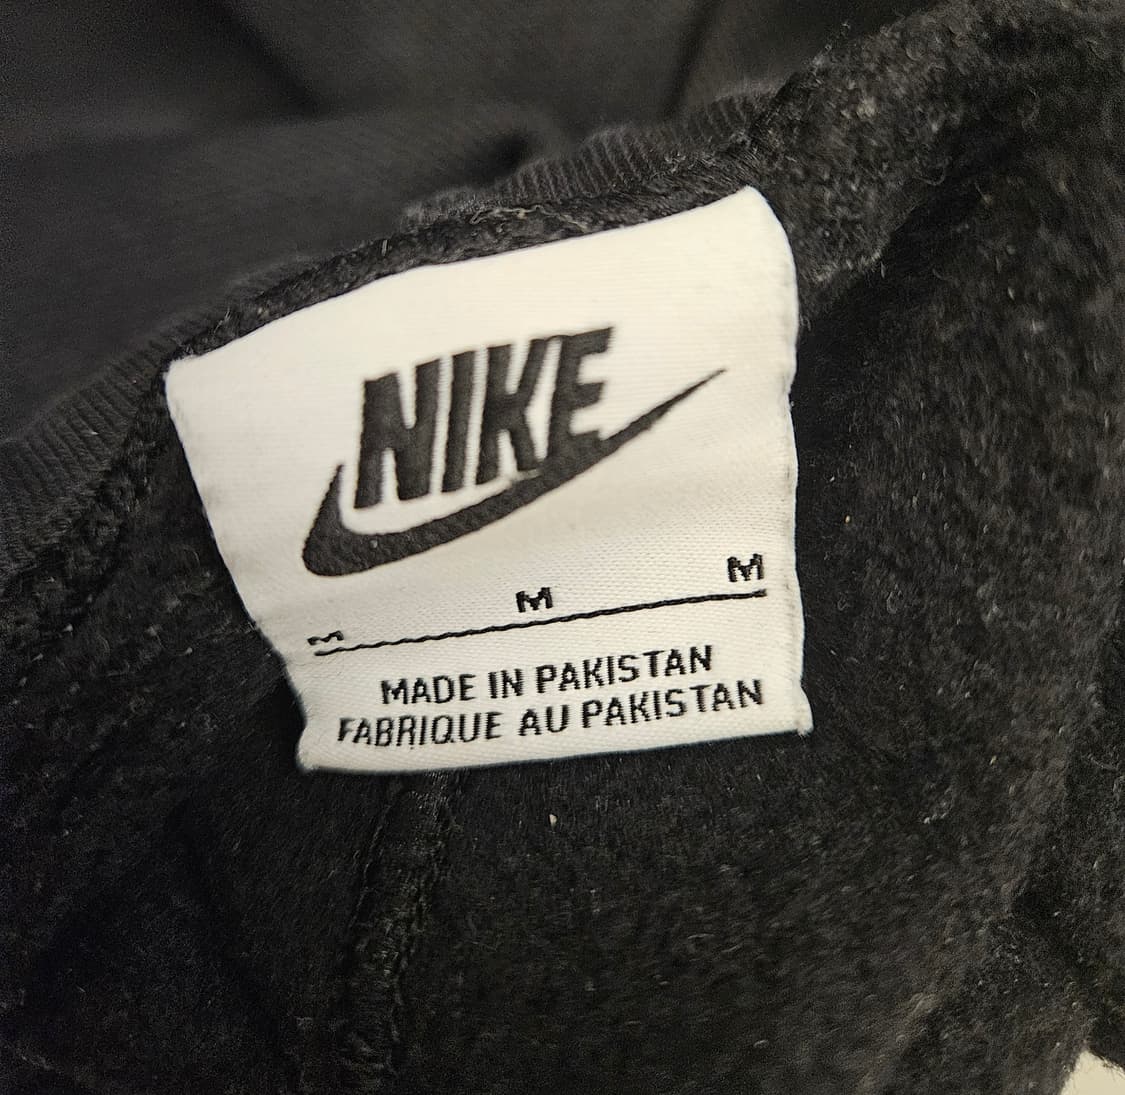 NIKE
M M M
MADE IN PAKISTAN
FABRIQUE AU PAKISTAN